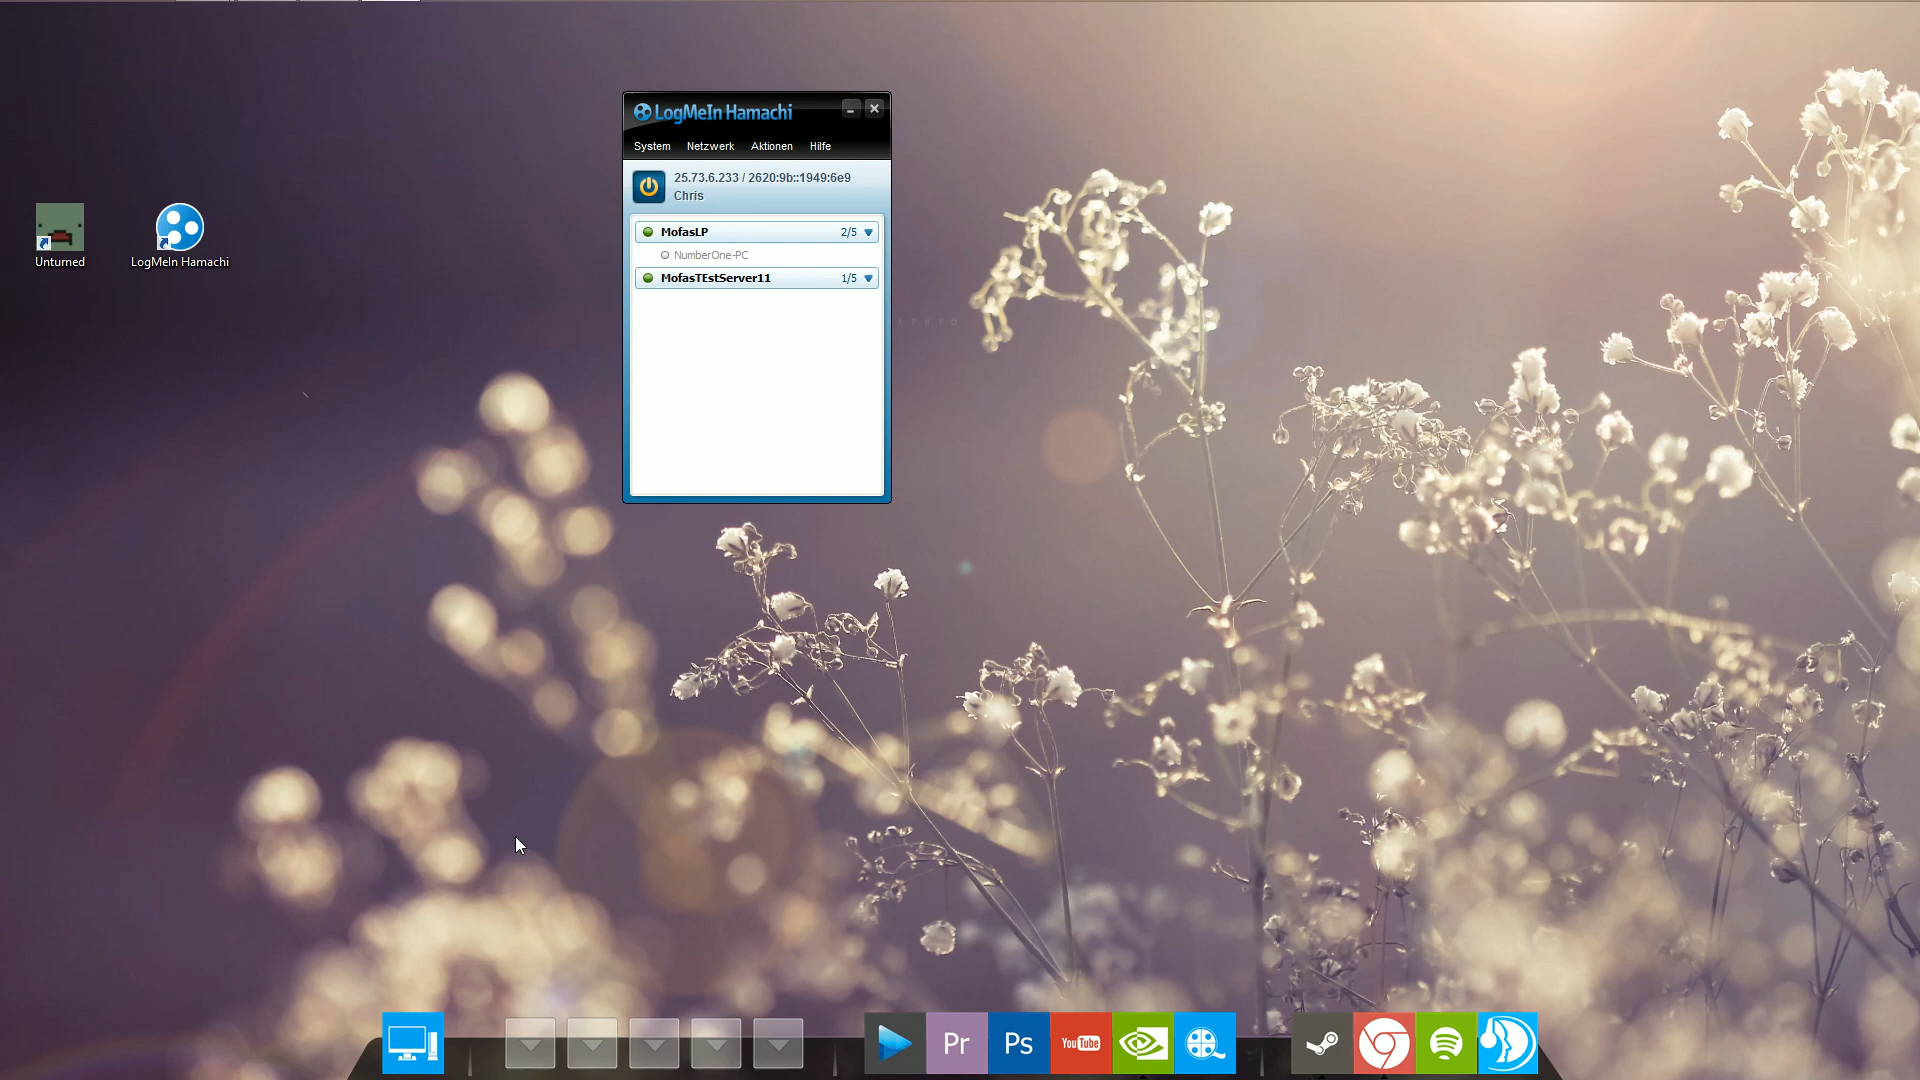 LogMeIn Hamachi
System Netzwerk Aktionen Hilfe
25.73.6.233 / 2620:9b::1949:6e9
Chris
MofasLP 2/5
NumberOne-PC
MofasTEstServer11 1/5
Unturned
LogMeIn Hamachi
Pr
Ps
YouTube